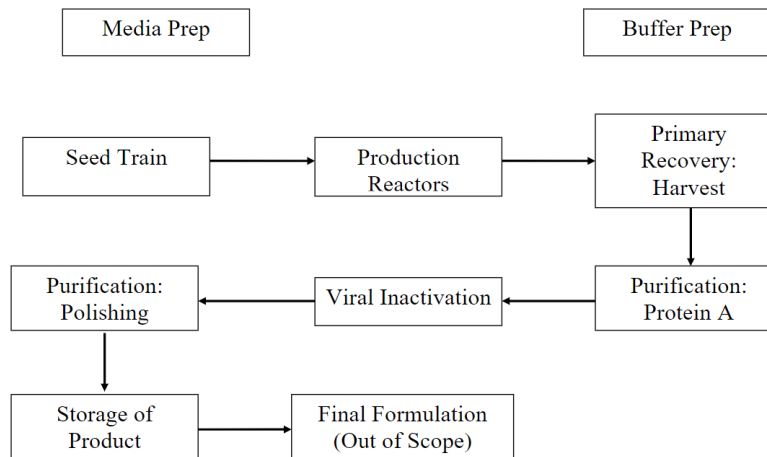 Media Prep
Buffer Prep
Seed Train
Production
Reactors
Primary
Recovery:
Harvest
Purification:
Polishing
Viral Inactivation
Purification:
Protein A
Storage of
Product
Final Formulation
(Out of Scope)